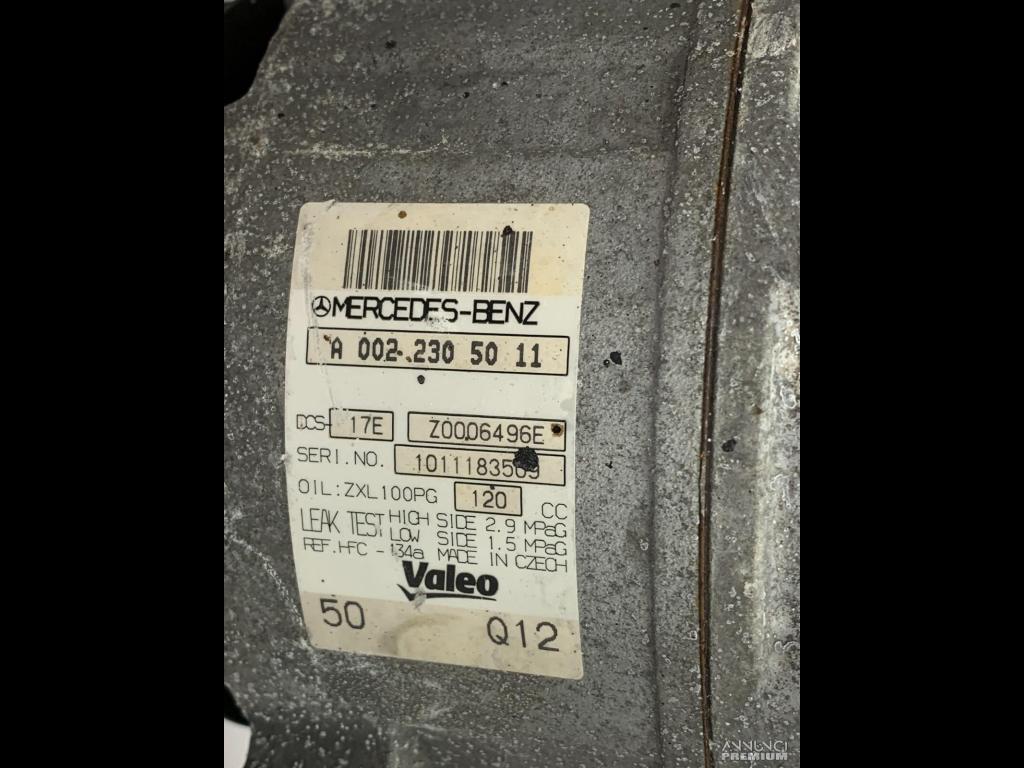 MERCEDES-BENZ
A 002 230 50 11
DCS- 17E Z0006496E
SERI.NO.
OIL:ZXL100PG 120 CC
LEAK TEST HIGH SIDE 2.9 MPaG
LOW SIDE 1.5 MPaG
REF.HFC-134a MADE IN CZECH
Valeo
50 Q12
ANNUNCI
PREMIUM